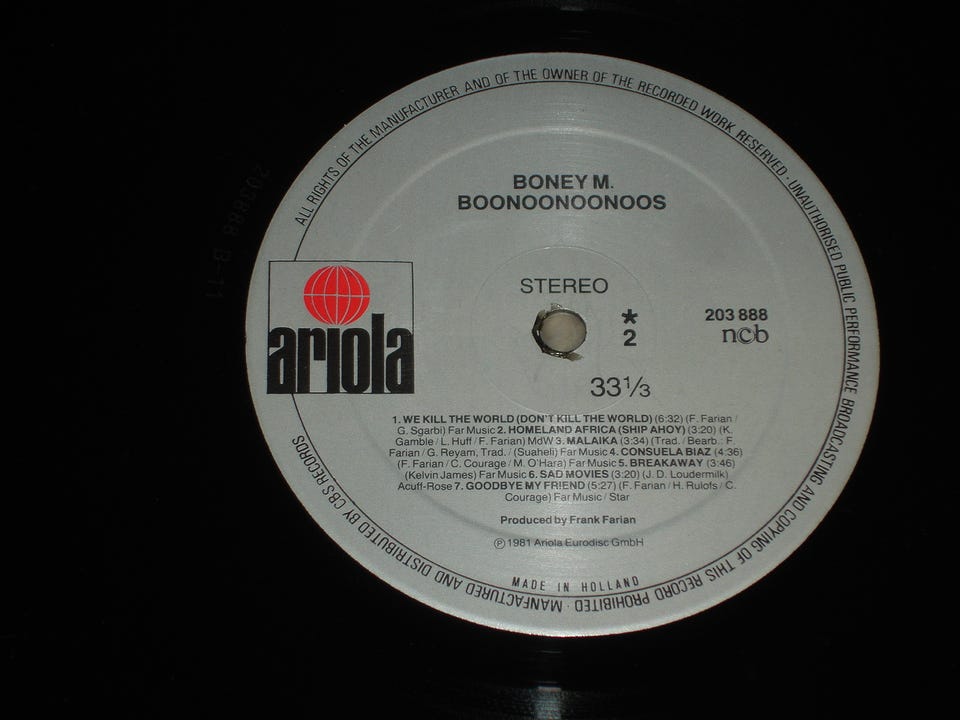 ALL RIGHTS OF THE MANUFACTURER AND OF THE OWNER OF THE RECORDED WORK RESERVED · UNAUTHORISED PUBLIC PERFORMANCE BROADCASTING AND COPYING OF THIS RECORD PROHIBITED · MANUFACTURED AND DISTRIBUTED BY CBS RECORDS
BONEY M.
BOONOONOONOOS
STEREO
ariola
*
2
203 888
ncb
33⅓
1. WE KILL THE WORLD (DON'T KILL THE WORLD) (6:32) (F. Farian /
G. Sgarbi) Far Music 2. HOMELAND AFRICA (SHIP AHOY) (3:20) (K.
Gamble / L. Huff / F. Farian) MdW 3. MALAIKA (3:34) (Trad. / Bearb.: F.
Farian / G. Reyam, Trad. / (Suaheli) Far Music 4. CONSUELA BIAZ (4:36)
(F. Farian / C. Courage / M. O'Hara) Far Music 5. BREAKAWAY (3:46)
(Kelvin James) Far Music 6. SAD MOVIES (3:20) (J. D. Loudermilk)
Acuff-Rose 7. GOODBYE MY FRIEND (5:27) (F. Farian / H. Rulofs / C.
Courage) Far Music / Star
Produced by Frank Farian
℗ 1981 Ariola Eurodisc GmbH
MADE IN HOLLAND